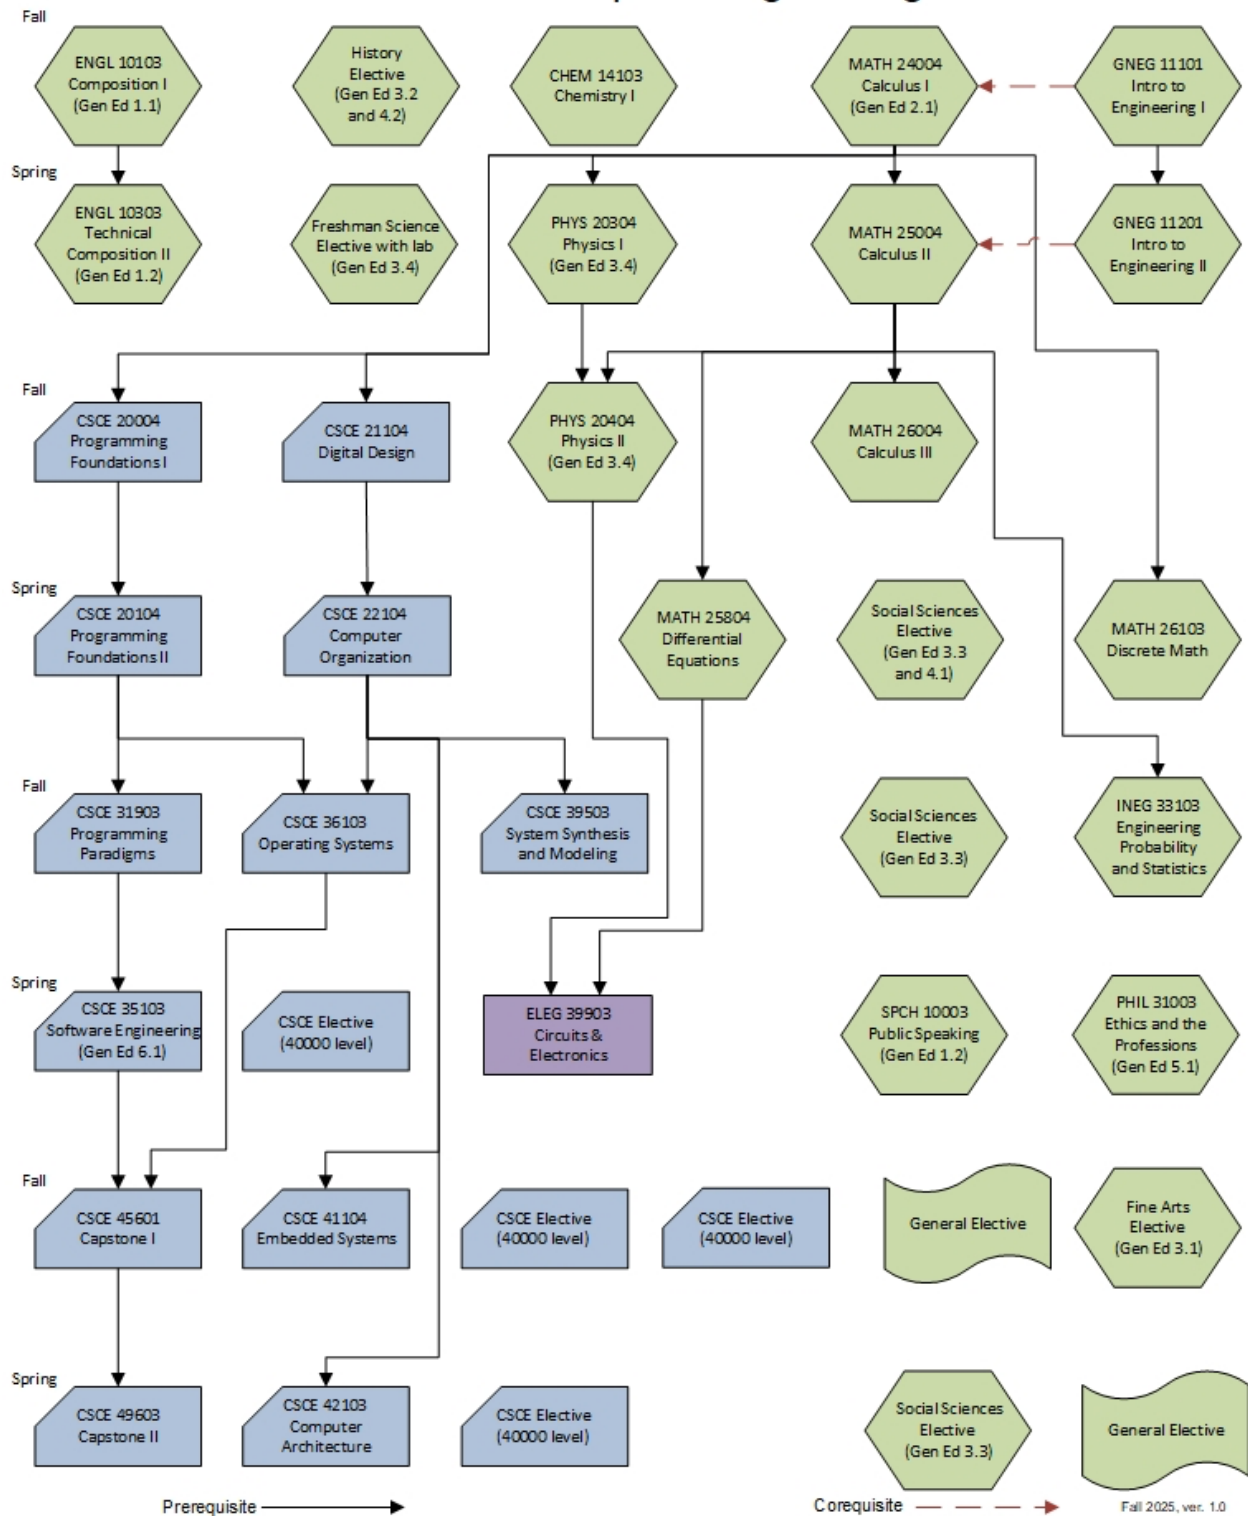 Fall
ENGL 10103
Composition I
(Gen Ed 1.1)
History
Elective
(Gen Ed 3.2
and 4.2)
CHEM 14103
Chemistry I
MATH 24004
Calculus I
(Gen Ed 2.1)
GNEG 11101
Intro to
Engineering I
Spring
ENGL 10303
Technical
Composition II
(Gen Ed 1.2)
Freshman Science
Elective with lab
(Gen Ed 3.4)
PHYS 20304
Physics I
(Gen Ed 3.4)
MATH 25004
Calculus II
GNEG 11201
Intro to
Engineering II
Fall
CSCE 20004
Programming
Foundations I
CSCE 21104
Digital Design
PHYS 20404
Physics II
(Gen Ed 3.4)
MATH 26004
Calculus III
Spring
CSCE 20104
Programming
Foundations II
CSCE 22104
Computer
Organization
MATH 25804
Differential
Equations
Social Sciences
Elective
(Gen Ed 3.3
and 4.1)
MATH 26103
Discrete Math
Fall
CSCE 31903
Programming
Paradigms
CSCE 36103
Operating Systems
CSCE 39503
System Synthesis
and Modeling
Social Sciences
Elective
(Gen Ed 3.3)
INEG 33103
Engineering
Probability
and Statistics
Spring
CSCE 35103
Software Engineering
(Gen Ed 6.1)
CSCE Elective
(40000 level)
ELEG 39903
Circuits &
Electronics
SPCH 10003
Public Speaking
(Gen Ed 1.2)
PHIL 31003
Ethics and the
Professions
(Gen Ed 5.1)
Fall
CSCE 45601
Capstone I
CSCE 41104
Embedded Systems
CSCE Elective
(40000 level)
CSCE Elective
(40000 level)
General Elective
Fine Arts
Elective
(Gen Ed 3.1)
Spring
CSCE 49603
Capstone II
CSCE 42103
Computer
Architecture
CSCE Elective
(40000 level)
Social Sciences
Elective
(Gen Ed 3.3)
General Elective
Prerequisite
Corequisite
Fall 2025, ver. 1.0